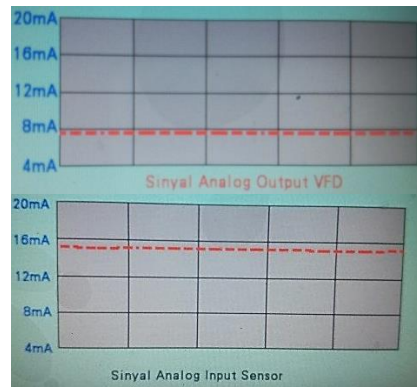 20mA
16mA
12mA
8mA
4mA
Sinyal Analog Output VFD
20mA
16mA
12mA
8mA
4mA
Sinyal Analog Input Sensor